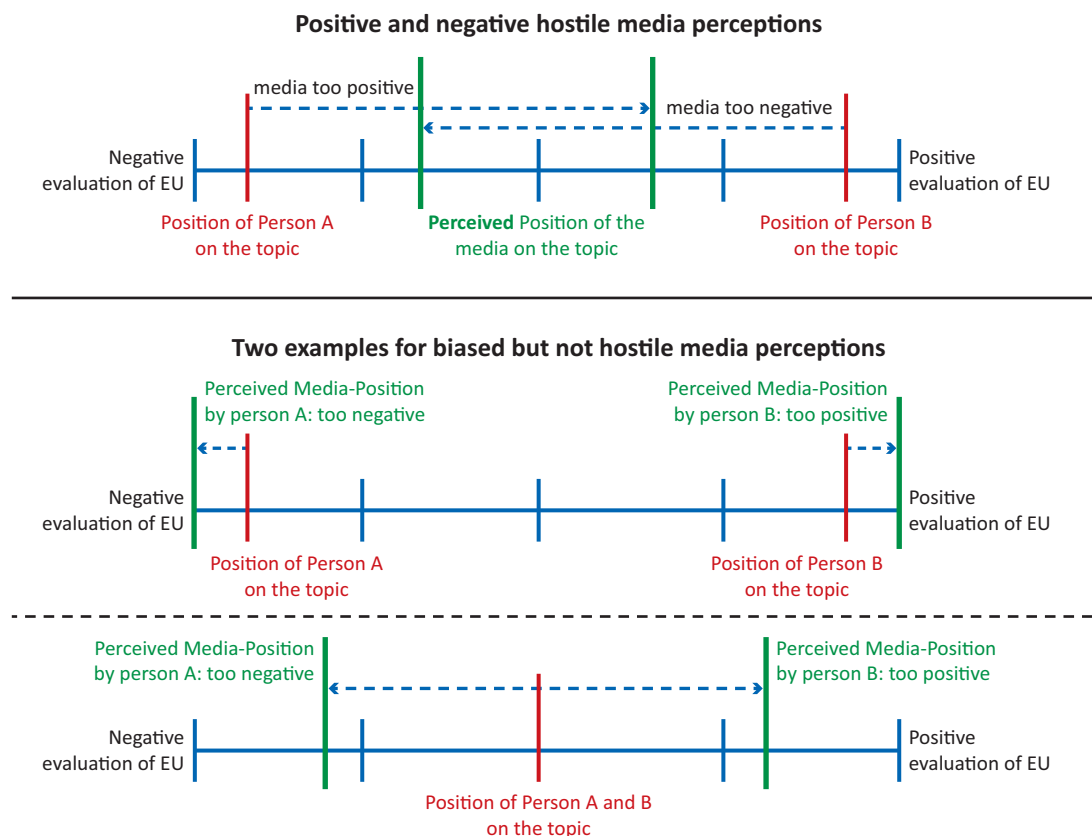 Positive and negative hostile media perceptions
media too positive
media too negative
Negative
evaluation of EU
Positive
evaluation of EU
Position of Person A
on the topic
Perceived Position of the
media on the topic
Position of Person B
on the topic
Two examples for biased but not hostile media perceptions
Perceived Media-Position
by person A: too negative
Perceived Media-Position
by person B: too positive
Negative
evaluation of EU
Positive
evaluation of EU
Position of Person A
on the topic
Position of Person B
on the topic
Perceived Media-Position
by person A: too negative
Perceived Media-Position
by person B: too positive
Negative
evaluation of EU
Positive
evaluation of EU
Position of Person A and B
on the topic